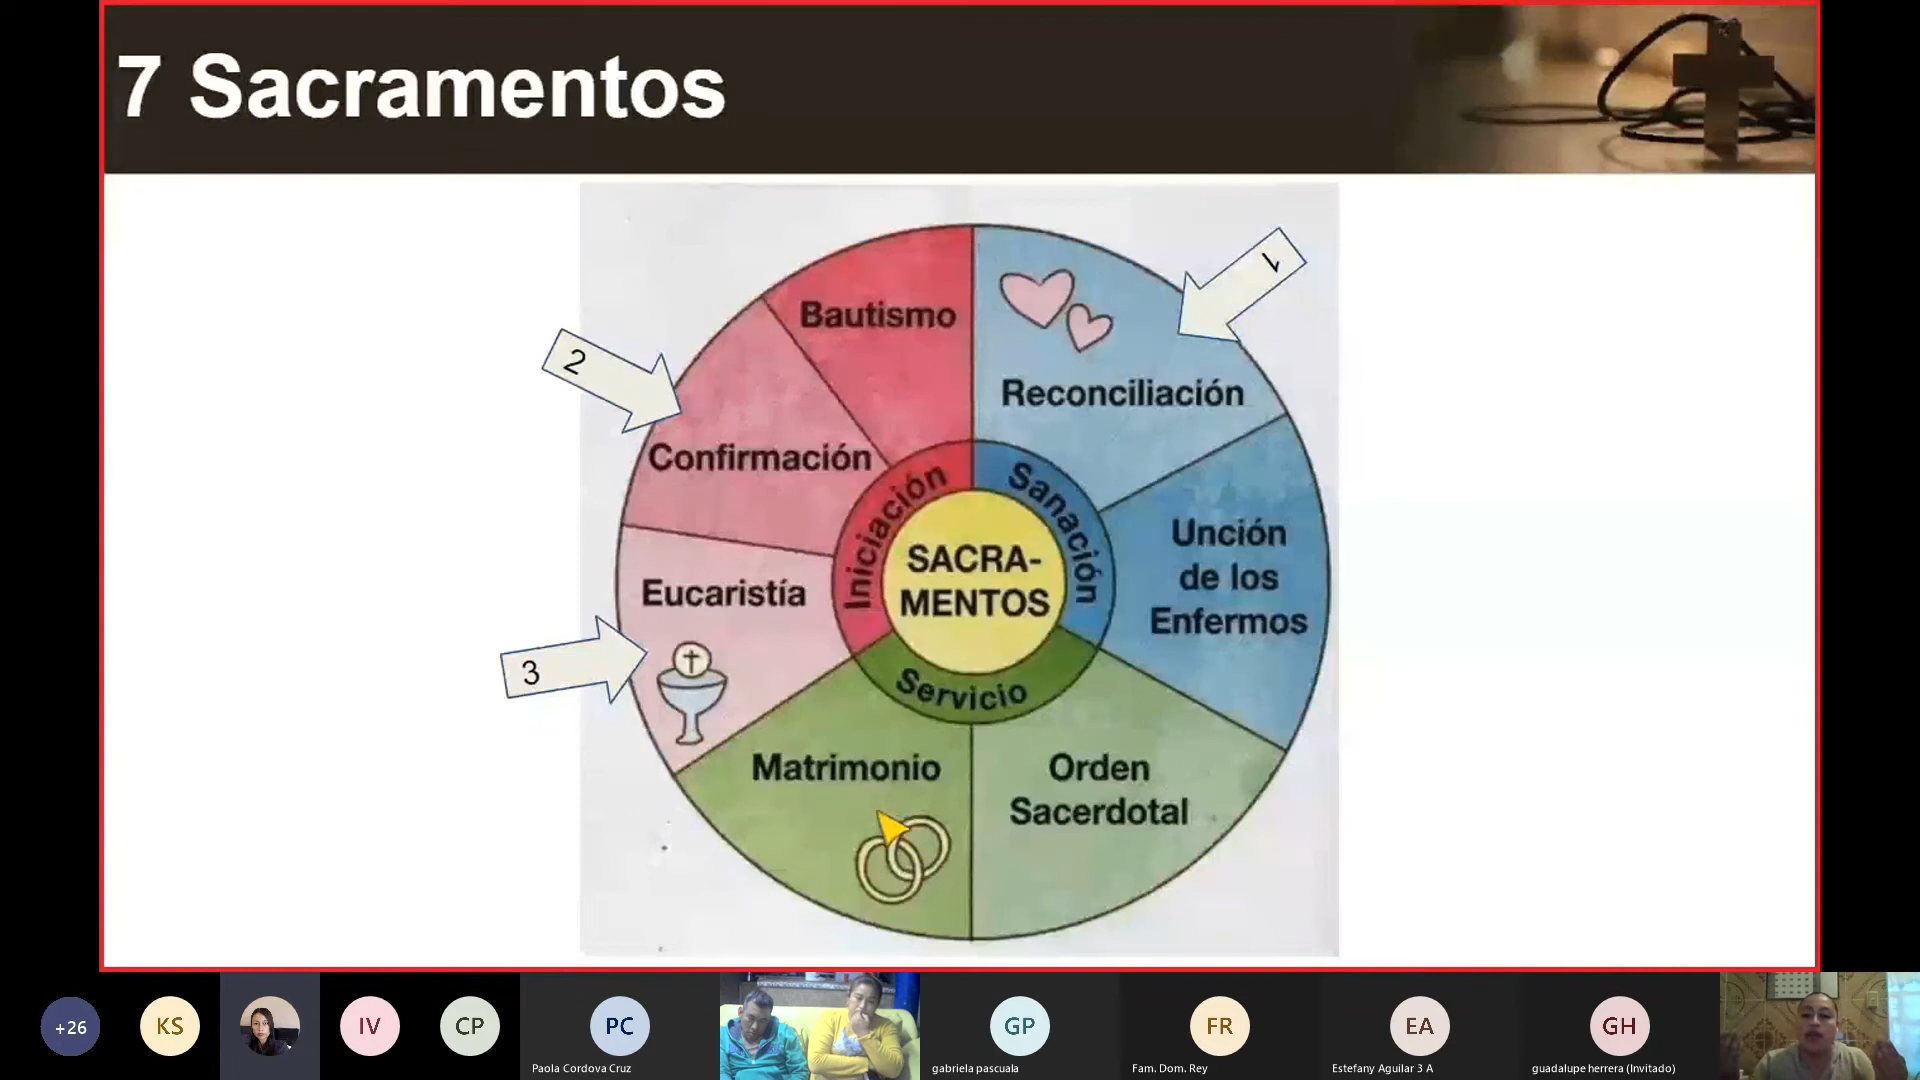 7 Sacramentos
Bautismo
1
2
Reconciliación
Confirmación
Iniciación
Sanación
Unción
de los
Enfermos
SACRA-
MENTOS
Eucaristía
3
Servicio
Matrimonio
Orden
Sacerdotal
+26
KS
IV
CP
PC
GP
FR
EA
GH
Paola Cordova Cruz
gabriela pascuala
Fam. Dom. Rey
Estefany Aguilar 3 A
guadalupe herrera (Invitado)